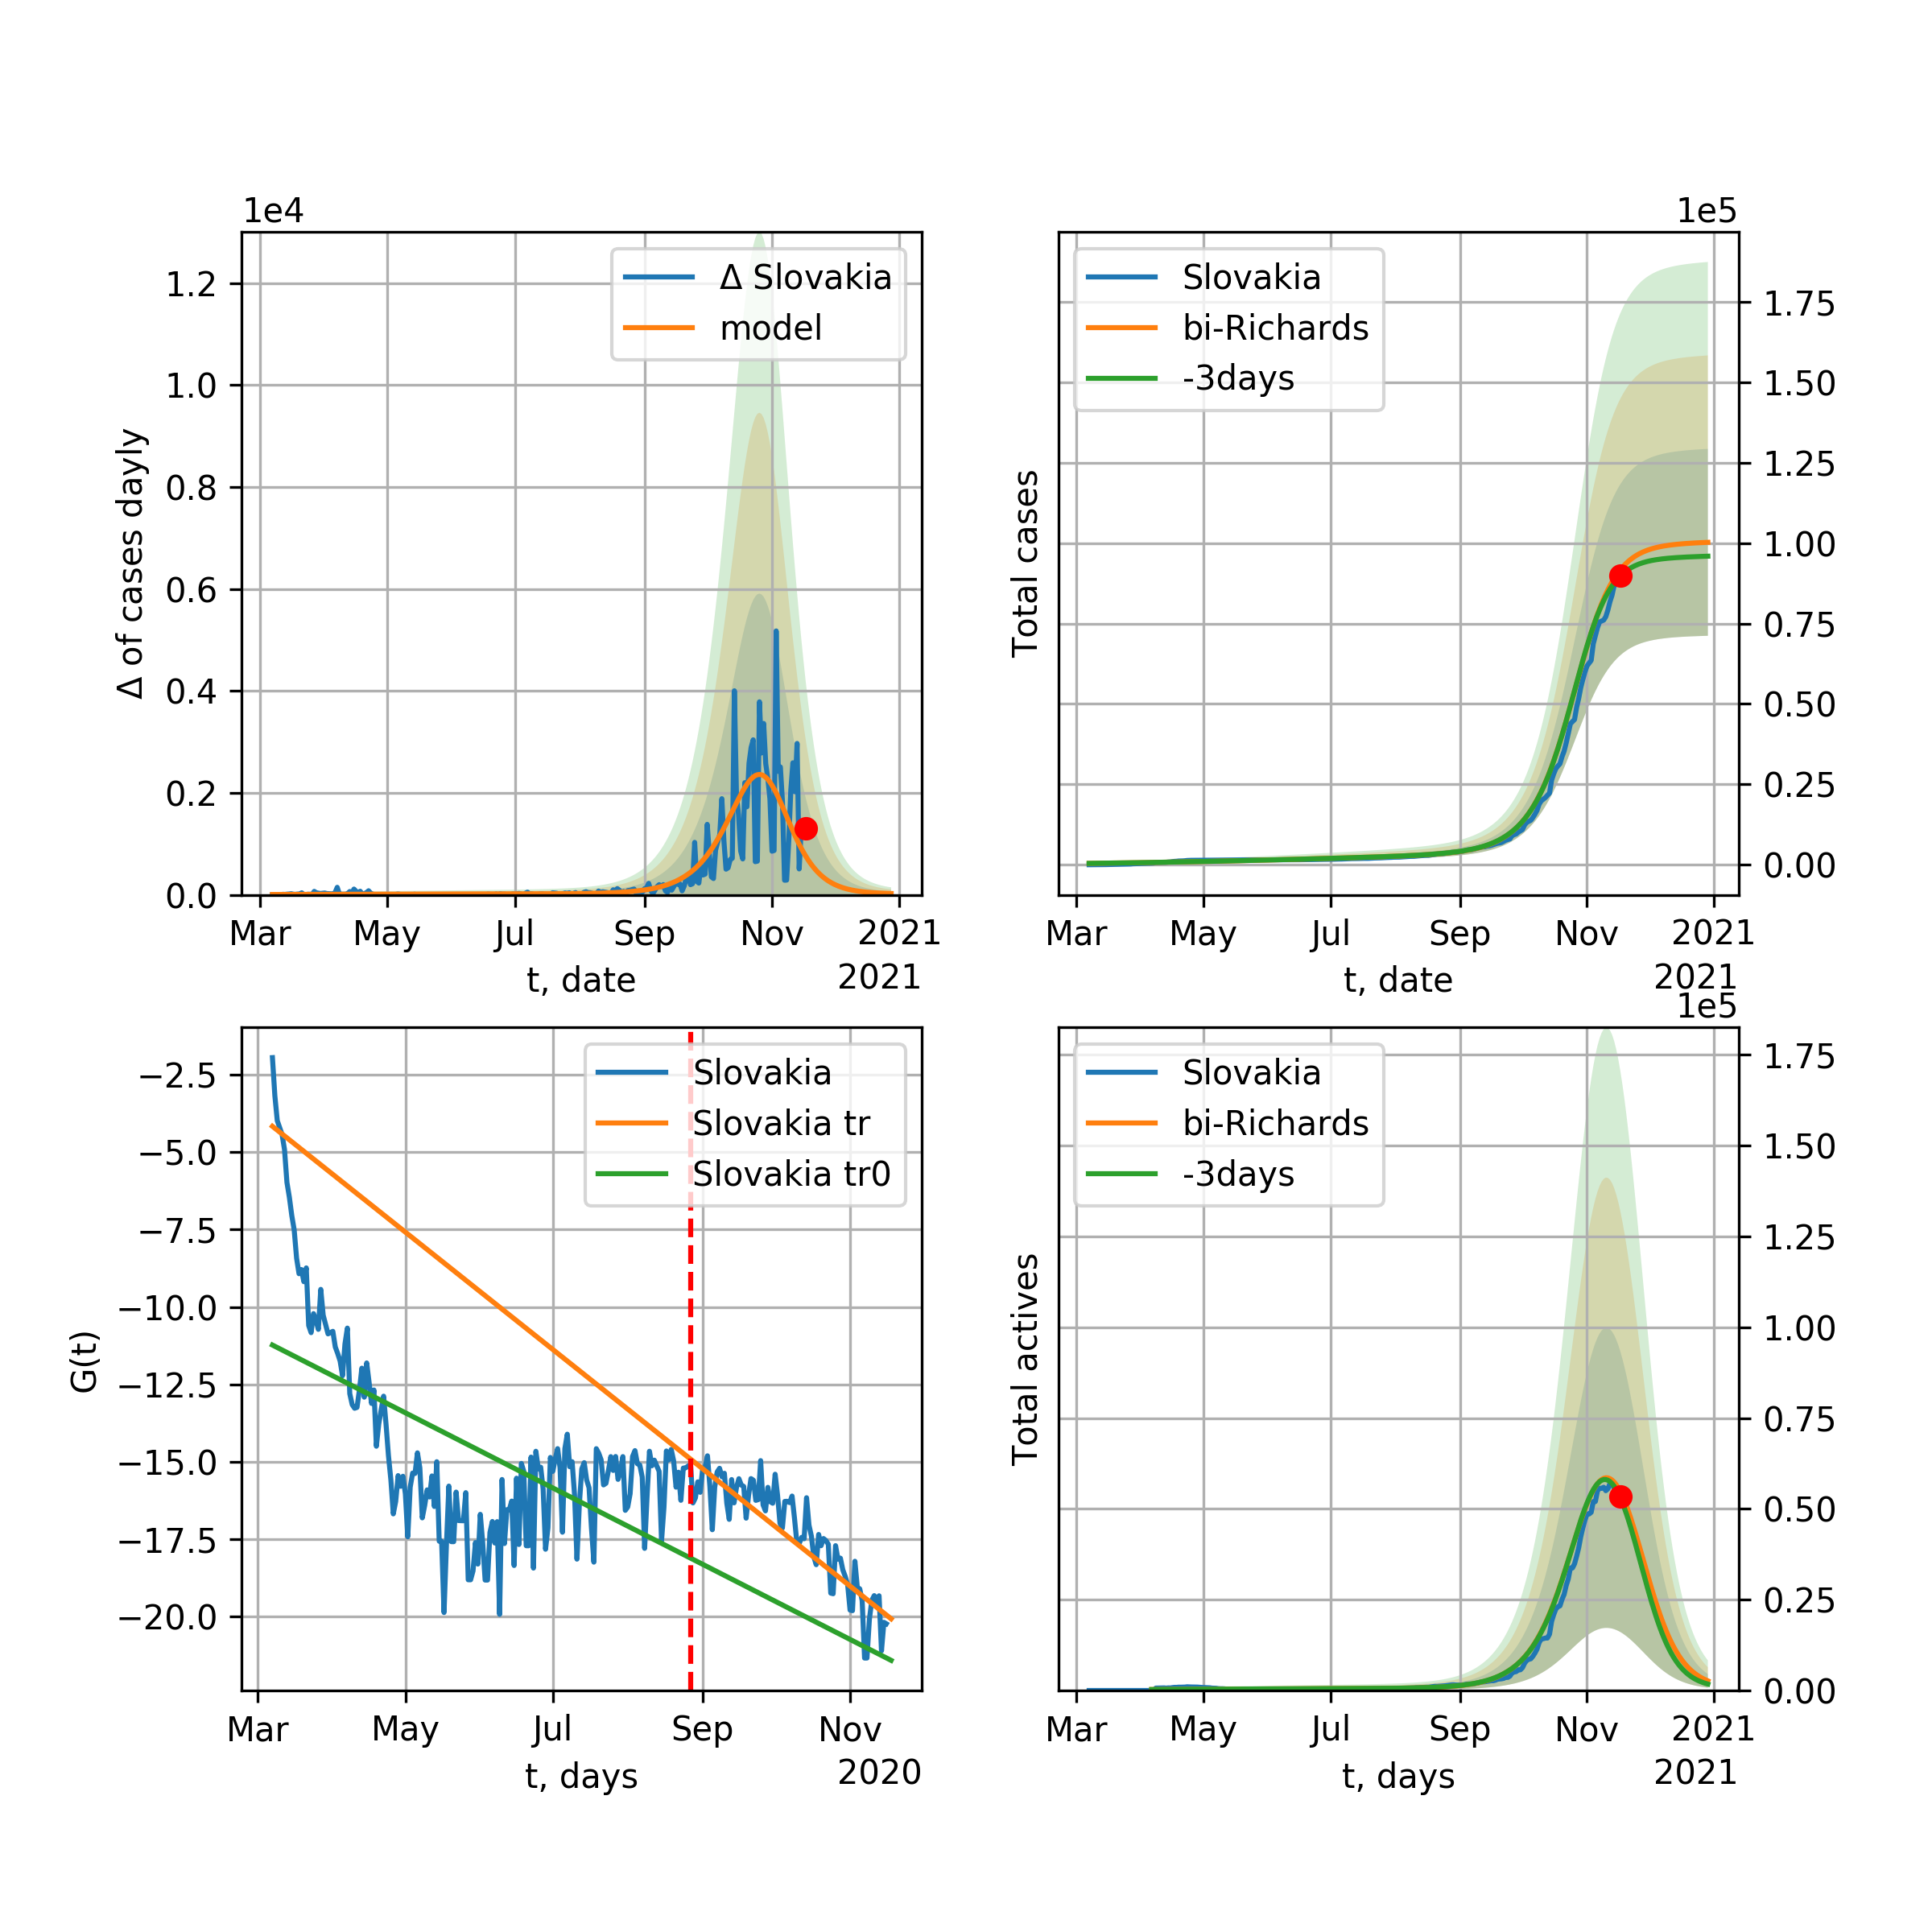 1e4
Δ of cases dayly
1.2
1.0
0.8
0.6
0.4
0.2
0.0
Δ Slovakia
model
Mar May Jul Sep Nov 2021
t, date 2021
1e5
Total cases
Slovakia
bi-Richards
-3days
1.75
1.50
1.25
1.00
0.75
0.50
0.25
0.00
Mar May Jul Sep Nov 2021
t, date 2021
G(t)
−2.5
−5.0
−7.5
−10.0
−12.5
−15.0
−17.5
−20.0
Slovakia
Slovakia tr
Slovakia tr0
Mar May Jul Sep Nov
t, days 2020
1e5
Total actives
Slovakia
bi-Richards
-3days
1.75
1.50
1.25
1.00
0.75
0.50
0.25
0.00
Mar May Jul Sep Nov 2021
t, days 2021